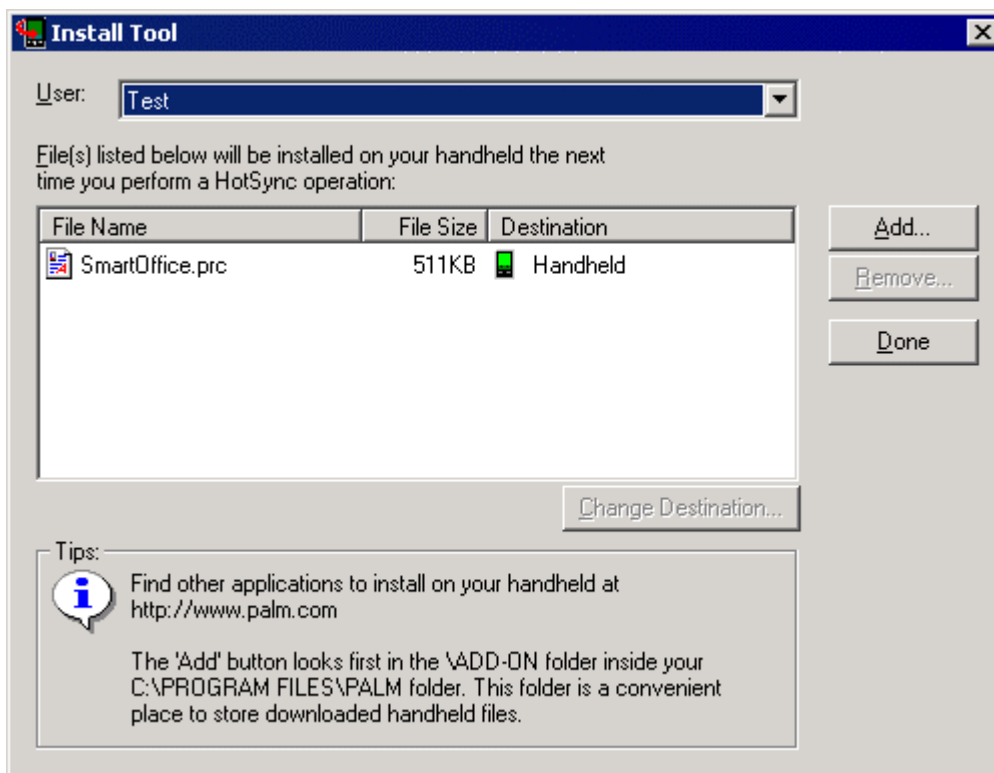 Install Tool
User: Test
File(s) listed below will be installed on your handheld the next
time you perform a HotSync operation:
File Name File Size Destination
SmartOffice.prc 511KB Handheld
Add...
Remove...
Done
Change Destination...
Tips:
Find other applications to install on your handheld at
http://www.palm.com
The 'Add' button looks first in the \ADD-ON folder inside your
C:\PROGRAM FILES\PALM folder. This folder is a convenient
place to store downloaded handheld files.